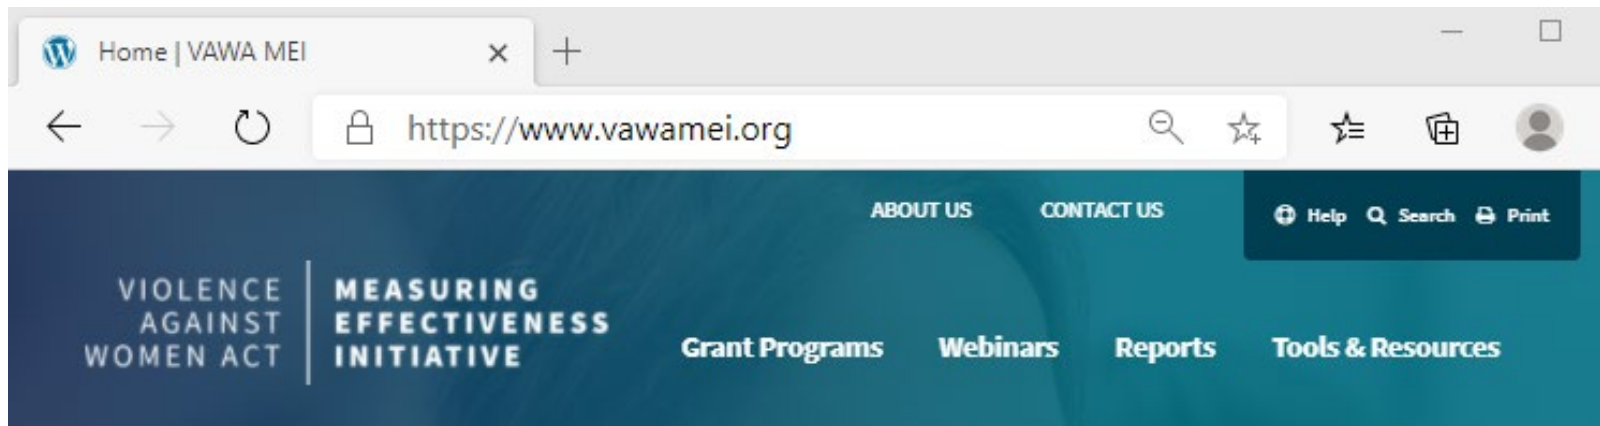 Home | VAWA MEI
https://www.vawamei.org
ABOUT US CONTACT US Help Search Print
VIOLENCE AGAINST WOMEN ACT
MEASURING EFFECTIVENESS INITIATIVE
Grant Programs Webinars Reports Tools & Resources